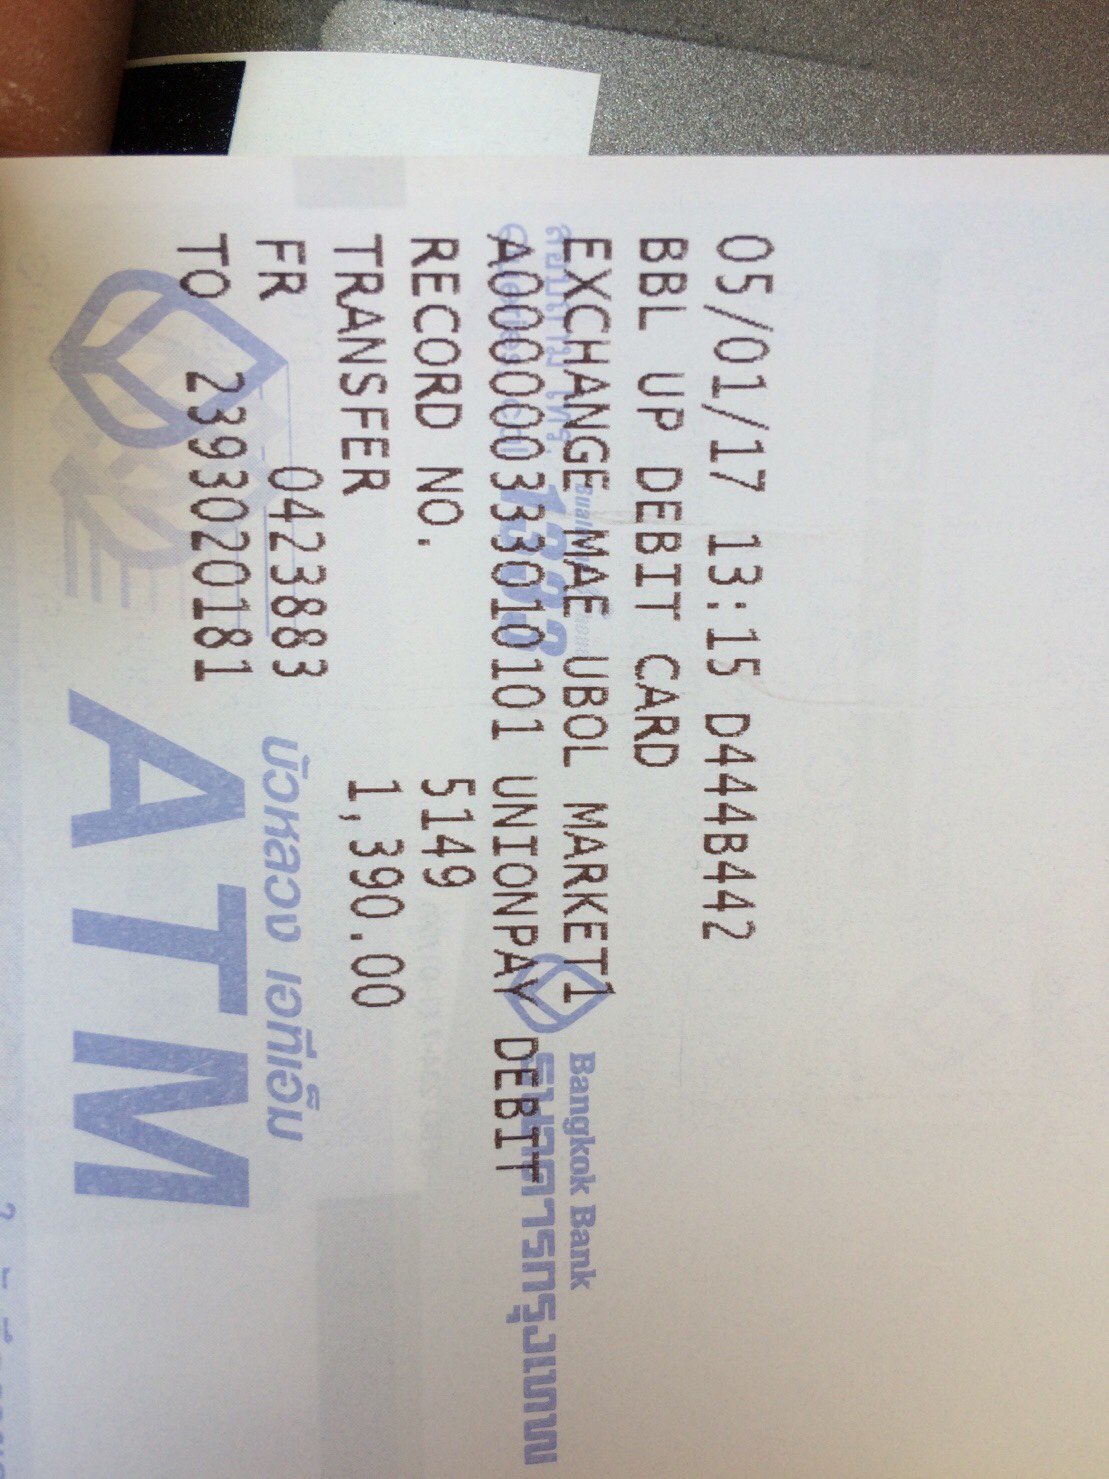 05/01/17 13:15 D444B442
BBL UP DEBIT CARD
Bangkok Bank
EXCHANGE MAE UBOL MARKET1
ธนาคารกรุงเทพ
1333
A000000333010101 UNIONPAY DEBIT
RECORD NO. 5149
TRANSFER 1,390.00
FR 0423883
บัวหลวง เอทีเอ็ม
TO 2393020181
ATM